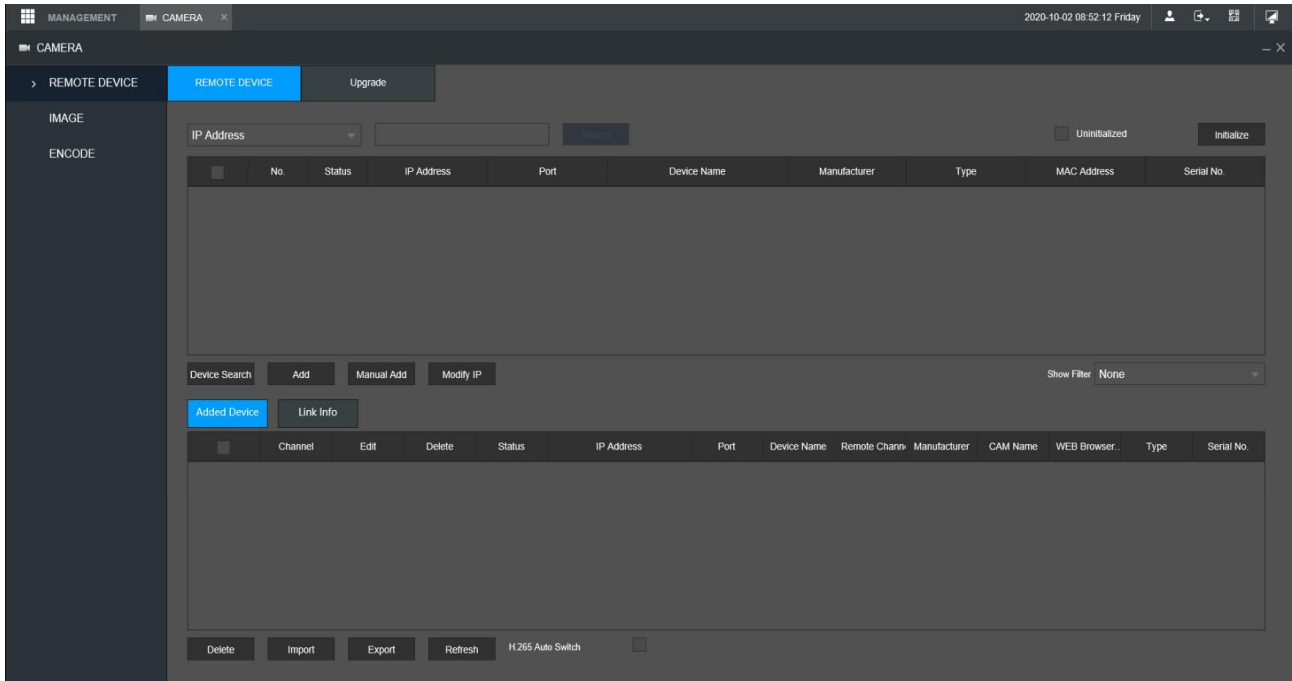 MANAGEMENT CAMERA × 2020-10-02 08:52:12 Friday
CAMERA
REMOTE DEVICE REMOTE DEVICE Upgrade
IMAGE
IP Address Search Uninitialized Initialize
ENCODE
No. Status IP Address Port Device Name Manufacturer Type MAC Address Serial No.
Device Search Add Manual Add Modify IP Show Filter None
Added Device Link Info
Channel Edit Delete Status IP Address Port Device Name Remote Chann Manufacturer CAM Name WEB Browser.. Type Serial No.
Delete Import Export Refresh H.265 Auto Switch